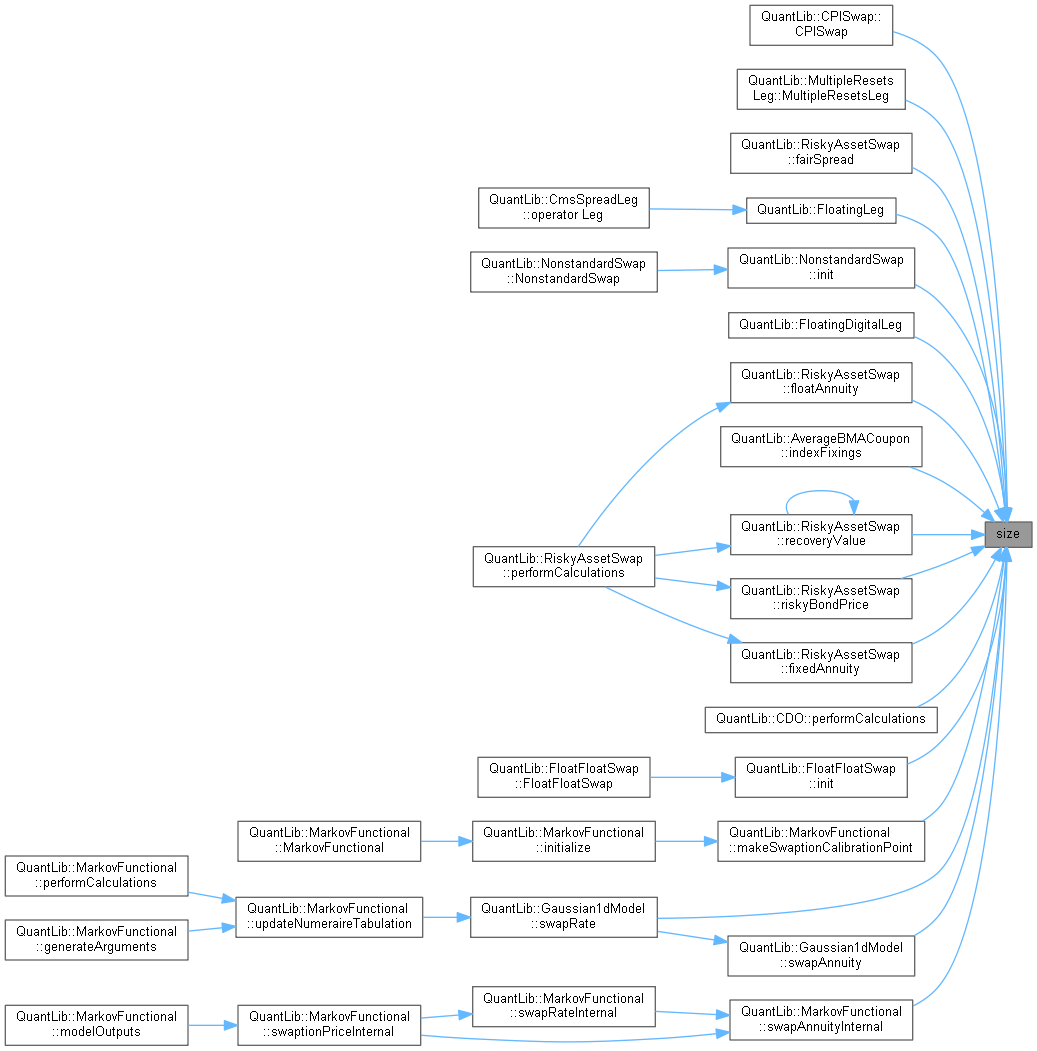 QuantLib::CPISwap::
CPISwap
QuantLib::MultipleResets
Leg::MultipleResetsLeg
QuantLib::RiskyAssetSwap
::fairSpread
QuantLib::CmsSpreadLeg
::operator Leg
QuantLib::FloatingLeg
QuantLib::NonstandardSwap
::NonstandardSwap
QuantLib::NonstandardSwap
::init
QuantLib::FloatingDigitalLeg
QuantLib::RiskyAssetSwap
::floatAnnuity
QuantLib::AverageBMACoupon
::indexFixings
QuantLib::RiskyAssetSwap
::recoveryValue
size
QuantLib::RiskyAssetSwap
::performCalculations
QuantLib::RiskyAssetSwap
::riskyBondPrice
QuantLib::RiskyAssetSwap
::fixedAnnuity
QuantLib::CDO::performCalculations
QuantLib::FloatFloatSwap
::FloatFloatSwap
QuantLib::FloatFloatSwap
::init
QuantLib::MarkovFunctional
::MarkovFunctional
QuantLib::MarkovFunctional
::initialize
QuantLib::MarkovFunctional
::makeSwaptionCalibrationPoint
QuantLib::MarkovFunctional
::performCalculations
QuantLib::MarkovFunctional
::updateNumeraireTabulation
QuantLib::Gaussian1dModel
::swapRate
QuantLib::MarkovFunctional
::generateArguments
QuantLib::Gaussian1dModel
::swapAnnuity
QuantLib::MarkovFunctional
::modelOutputs
QuantLib::MarkovFunctional
::swaptionPriceInternal
QuantLib::MarkovFunctional
::swapRateInternal
QuantLib::MarkovFunctional
::swapAnnuityInternal